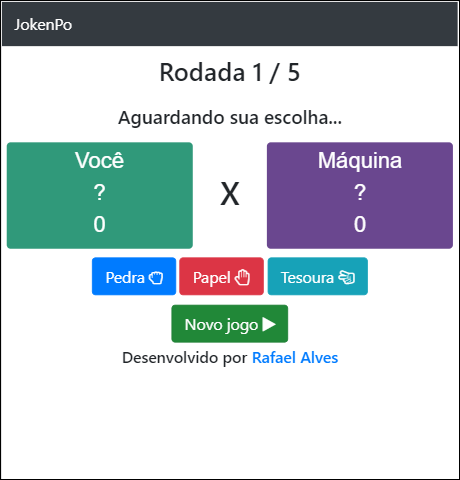 JokenPo
Rodada 1 / 5
Aguardando sua escolha...
Você
?
0
X
Máquina
?
0
Pedra
Papel
Tesoura
Novo jogo
Desenvolvido por Rafael Alves